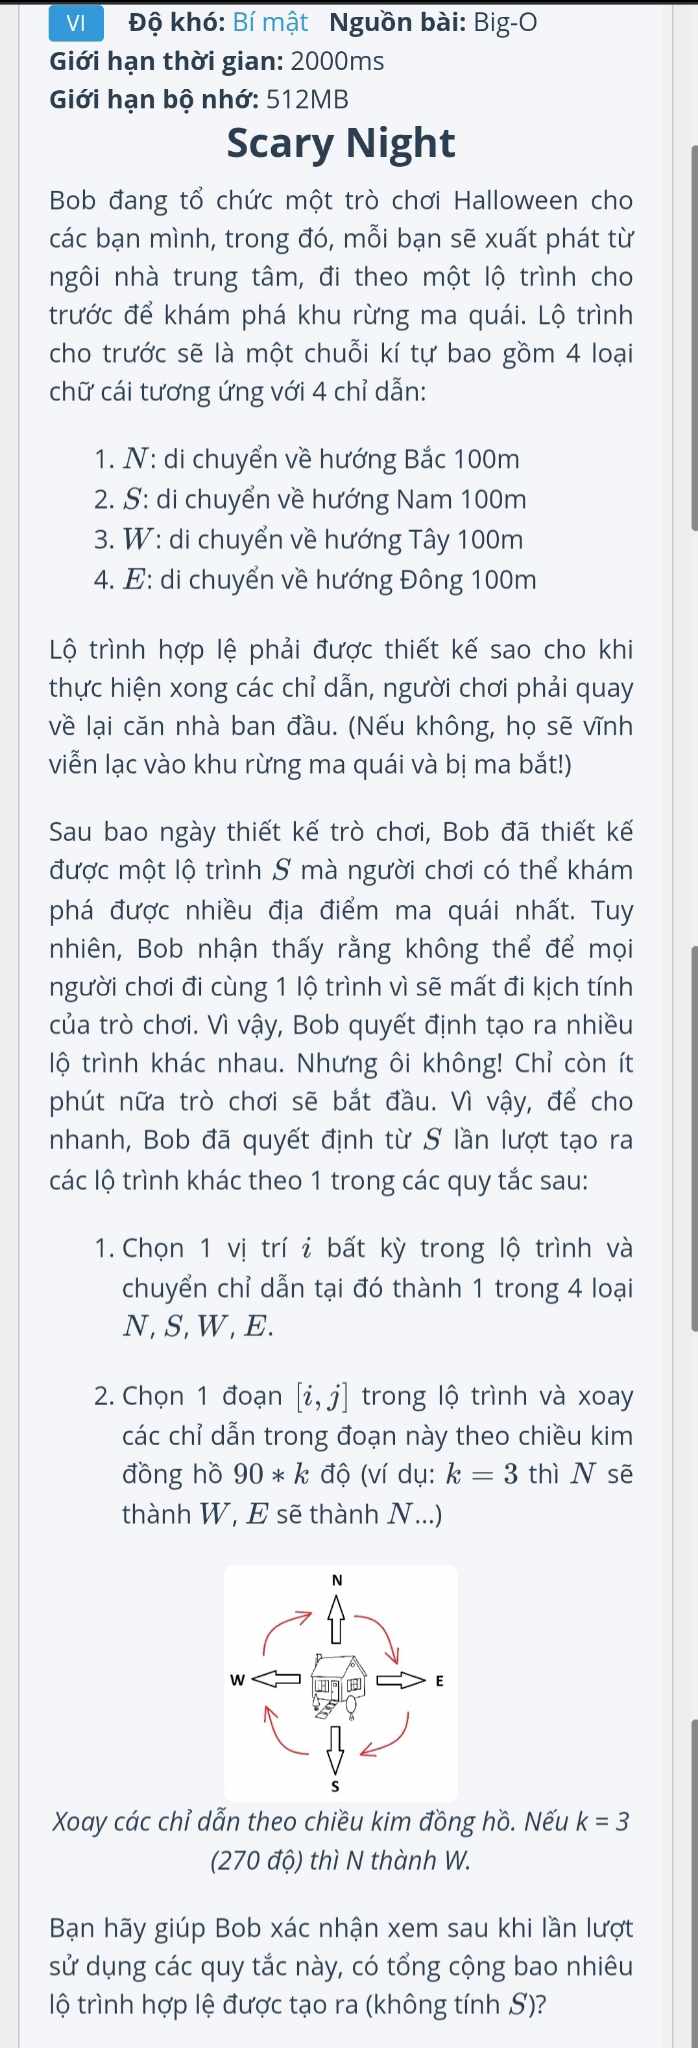 VI Độ khó: Bí mật Nguồn bài: Big-O
Giới hạn thời gian: 2000ms
Giới hạn bộ nhớ: 512MB
Scary Night
Bob đang tổ chức một trò chơi Halloween cho
các bạn mình, trong đó, mỗi bạn sẽ xuất phát từ
ngôi nhà trung tâm, đi theo một lộ trình cho
trước để khám phá khu rừng ma quái. Lộ trình
cho trước sẽ là một chuỗi kí tự bao gồm 4 loại
chữ cái tương ứng với 4 chỉ dẫn:
1. N: di chuyển về hướng Bắc 100m
2. S: di chuyển về hướng Nam 100m
3. W: di chuyển về hướng Tây 100m
4. E: di chuyển về hướng Đông 100m
Lộ trình hợp lệ phải được thiết kế sao cho khi
thực hiện xong các chỉ dẫn, người chơi phải quay
về lại căn nhà ban đầu. (Nếu không, họ sẽ vĩnh
viễn lạc vào khu rừng ma quái và bị ma bắt!)
Sau bao ngày thiết kế trò chơi, Bob đã thiết kế
được một lộ trình S mà người chơi có thể khám
phá được nhiều địa điểm ma quái nhất. Tuy
nhiên, Bob nhận thấy rằng không thể để mọi
người chơi đi cùng 1 lộ trình vì sẽ mất đi kịch tính
của trò chơi. Vì vậy, Bob quyết định tạo ra nhiều
lộ trình khác nhau. Nhưng ôi không! Chỉ còn ít
phút nữa trò chơi sẽ bắt đầu. Vì vậy, để cho
nhanh, Bob đã quyết định từ S lần lượt tạo ra
các lộ trình khác theo 1 trong các quy tắc sau:
1. Chọn 1 vị trí i bất kỳ trong lộ trình và
chuyển chỉ dẫn tại đó thành 1 trong 4 loại
N, S, W, E.
2. Chọn 1 đoạn [i, j] trong lộ trình và xoay
các chỉ dẫn trong đoạn này theo chiều kim
đồng hồ 90 * k độ (ví dụ: k = 3 thì N sẽ
thành W, E sẽ thành N...)
N
W
E
S
Xoay các chỉ dẫn theo chiều kim đồng hồ. Nếu k = 3
(270 độ) thì N thành W.
Bạn hãy giúp Bob xác nhận xem sau khi lần lượt
sử dụng các quy tắc này, có tổng cộng bao nhiêu
lộ trình hợp lệ được tạo ra (không tính S)?